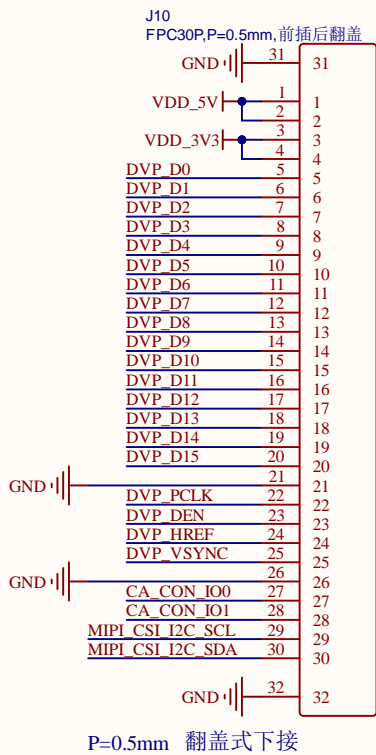 J10
FPC30P,P=0.5mm,前插后翻盖
GND 31 31
VDD_5V 1 1
2 2
VDD_3V3 3 3
4 4
DVP_D0 5 5
DVP_D1 6 6
DVP_D2 7 7
DVP_D3 8 8
DVP_D4 9 9
DVP_D5 10 10
DVP_D6 11 11
DVP_D7 12 12
DVP_D8 13 13
DVP_D9 14 14
DVP_D10 15 15
DVP_D11 16 16
DVP_D12 17 17
DVP_D13 18 18
DVP_D14 19 19
DVP_D15 20 20
GND 21 21
DVP_PCLK 22 22
DVP_DEN 23 23
DVP_HREF 24 24
DVP_VSYNC 25 25
GND 26 26
CA_CON_IO0 27 27
CA_CON_IO1 28 28
MIPI_CSI_I2C_SCL 29 29
MIPI_CSI_I2C_SDA 30 30
GND 32 32
P=0.5mm 翻盖式下接